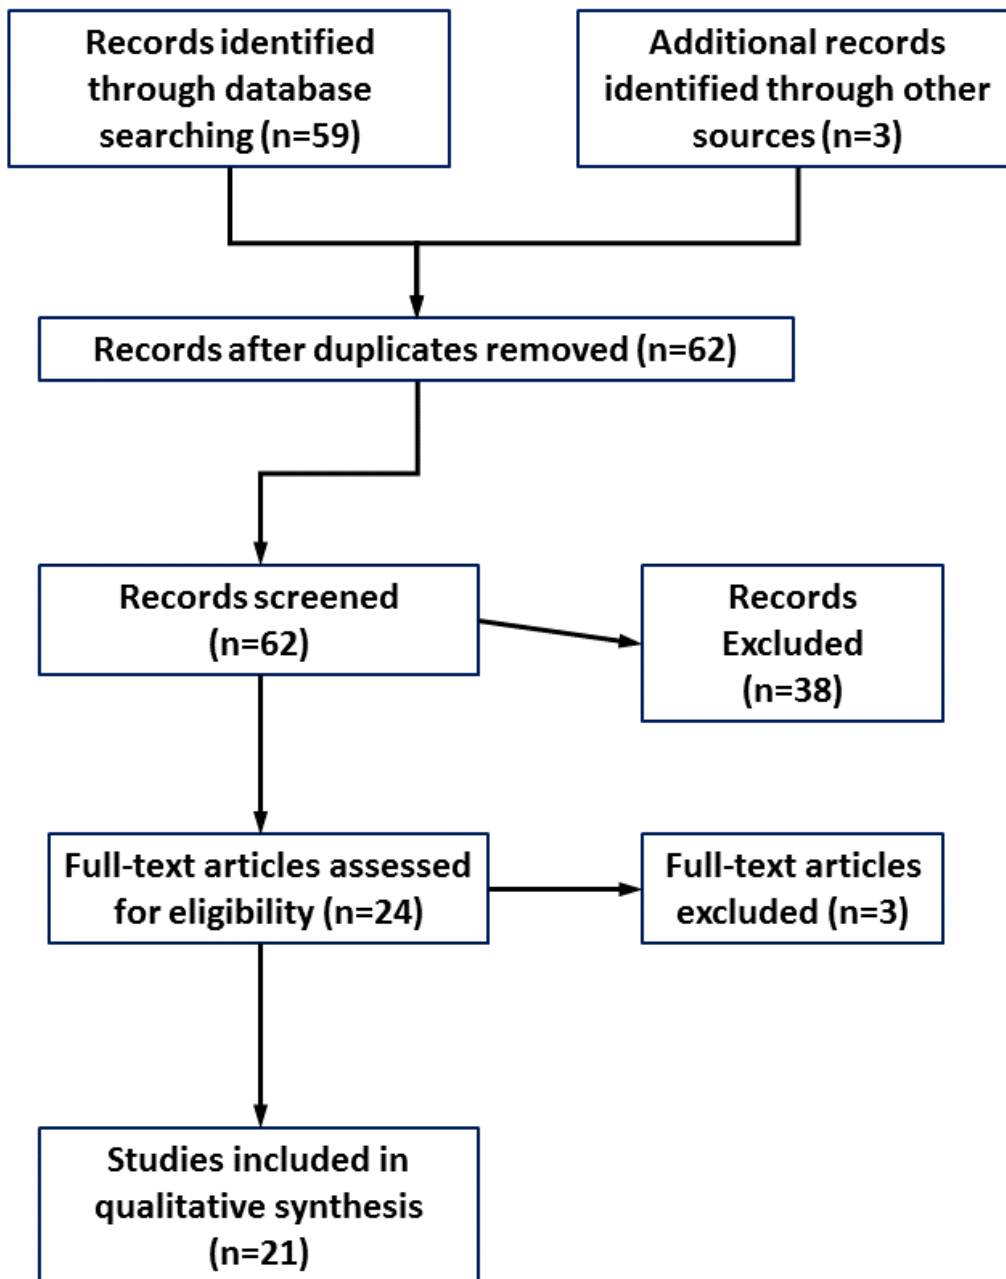 Records identified
through database
searching (n=59)
Additional records
identified through other
sources (n=3)
Records after duplicates removed (n=62)
Records screened
(n=62)
Records
Excluded
(n=38)
Full-text articles assessed
for eligibility (n=24)
Full-text articles
excluded (n=3)
Studies included in
qualitative synthesis
(n=21)